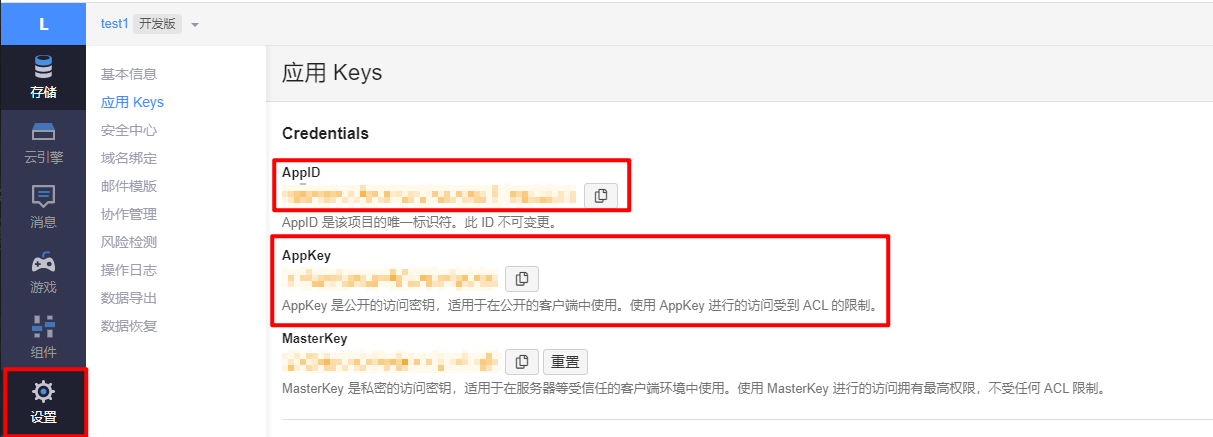 L
test1 开发版
存储
云引擎
消息
游戏
组件
设置
基本信息
应用 Keys
安全中心
域名绑定
邮件模版
协作管理
风险检测
操作日志
数据导出
数据恢复
应用 Keys
Credentials
AppID
AppID 是该项目的唯一标识符。此 ID 不可变更。
AppKey
AppKey 是公开的访问密钥，适用于在公开的客户端中使用。使用 AppKey 进行的访问受到 ACL 的限制。
MasterKey
重置
MasterKey 是私密的访问密钥，适用于在服务器等受信任的客户端环境中使用。使用 MasterKey 进行的访问拥有最高权限，不受任何 ACL 限制。